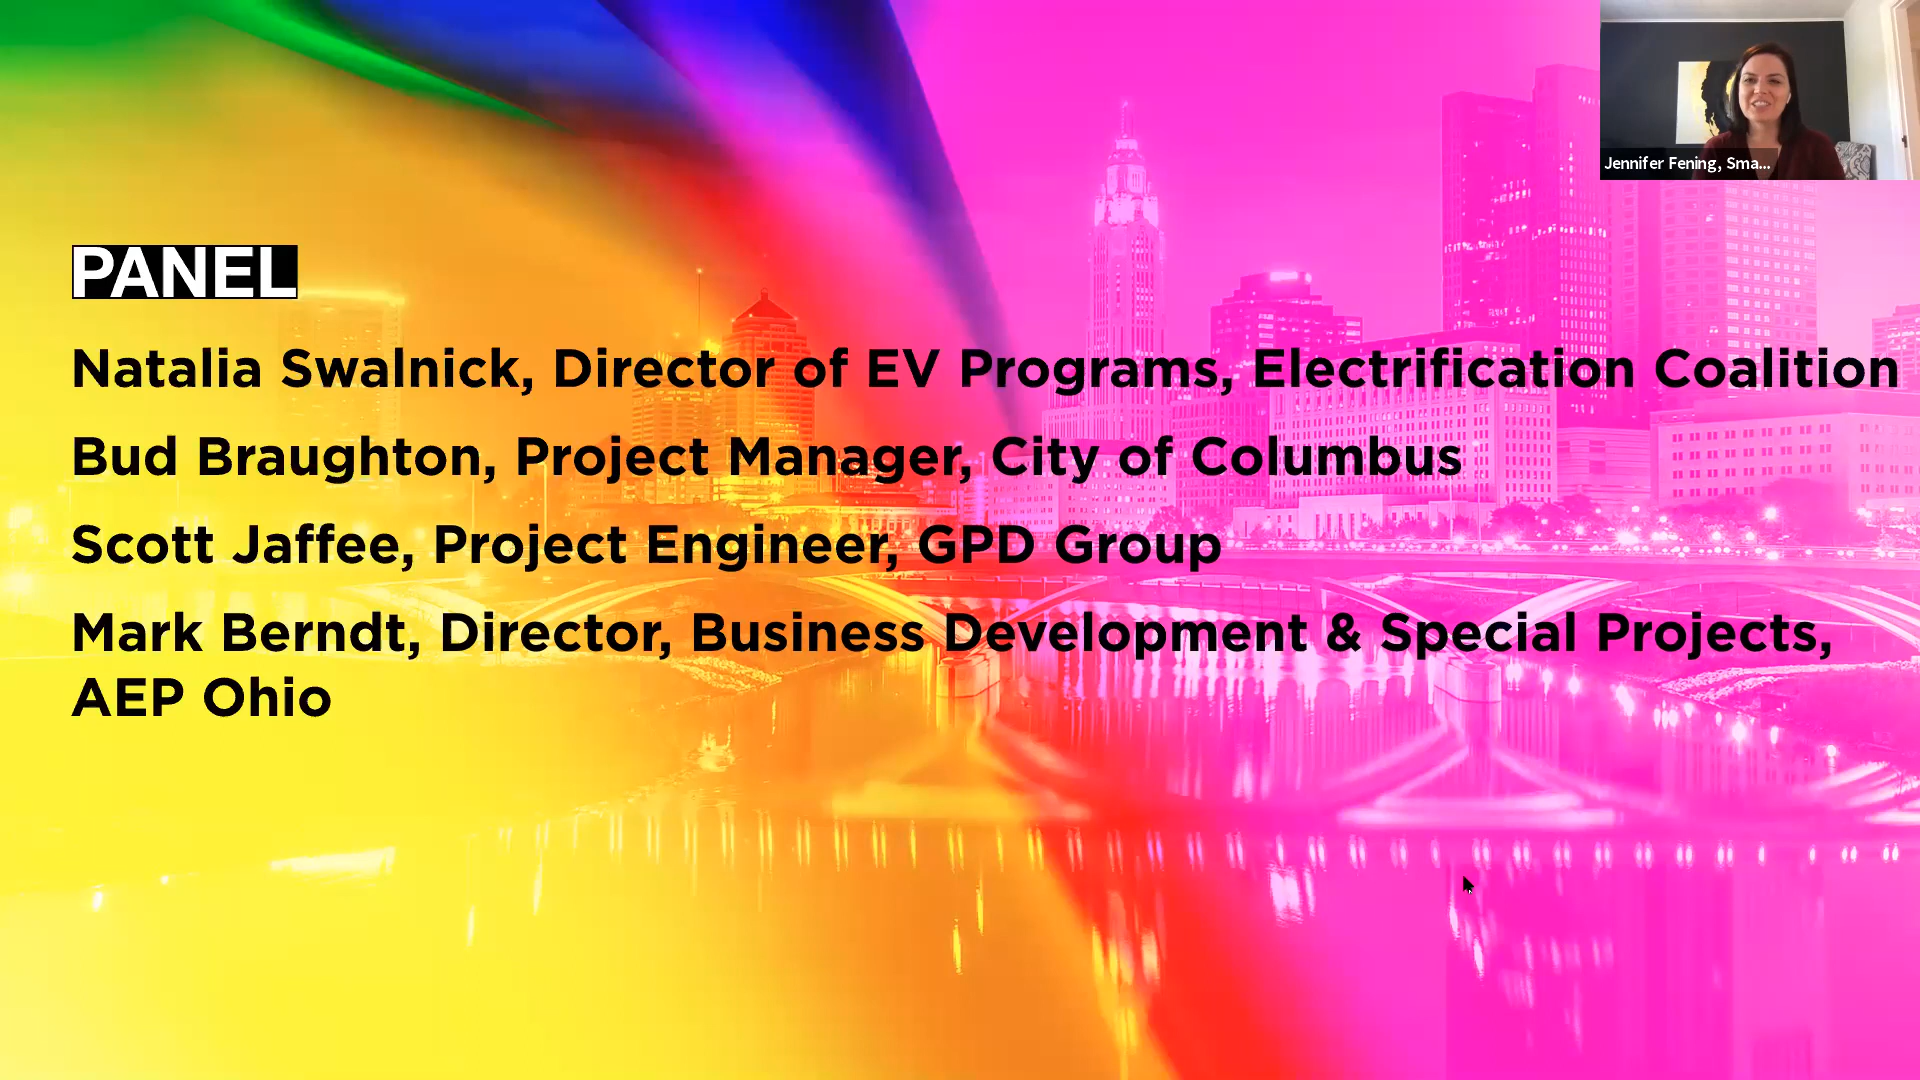 Jennifer Fening, Sma...
PANEL
Natalia Swalnick, Director of EV Programs, Electrification Coalition
Bud Braughton, Project Manager, City of Columbus
Scott Jaffee, Project Engineer, GPD Group
Mark Berndt, Director, Business Development & Special Projects,
AEP Ohio